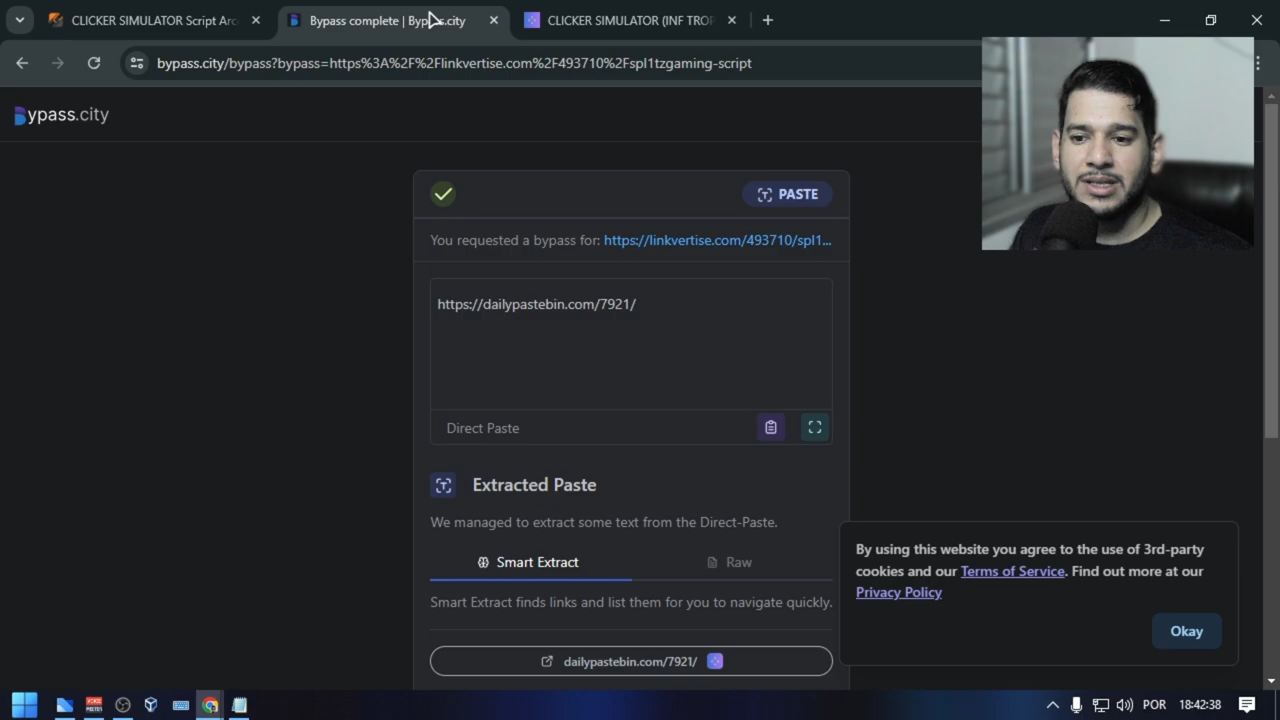 CLICKER SIMULATOR Script Arc
Bypass complete | Bypass.city
CLICKER SIMULATOR (INF TROP
bypass.city/bypass?bypass=https%3A%2F%2Flinkvertise.com%2F493710%2Fspl1tzgaming-script
Bypass.city
PASTE
You requested a bypass for: https://linkvertise.com/493710/spl1...
https://dailypastebin.com/7921/
Direct Paste
Extracted Paste
We managed to extract some text from the Direct-Paste.
Smart Extract
Raw
Smart Extract finds links and list them for you to navigate quickly.
dailypastebin.com/7921/
By using this website you agree to the use of 3rd-party
cookies and our Terms of Service. Find out more at our
Privacy Policy
Okay
POR
18:42:38